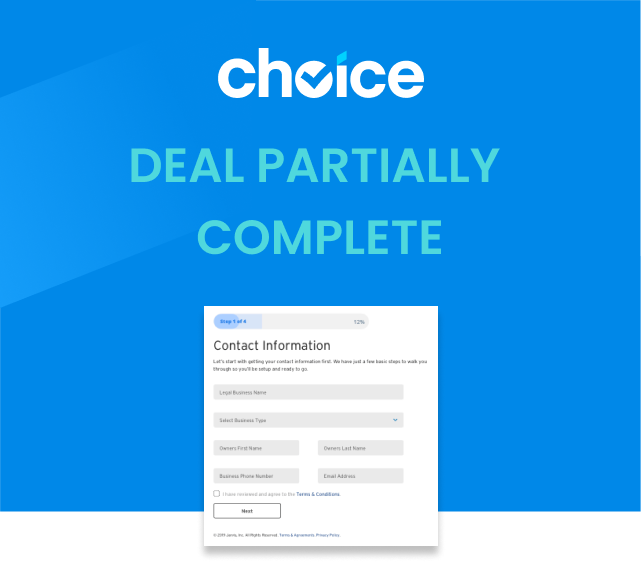 choice
DEAL PARTIALLY
COMPLETE
Step 1 of 4
12%
Contact Information
Let's start with getting your contact information first. We have just a few basic steps to walk you
through so you'll be setup and ready to go.
Legal Business Name
Select Business Type
Owners First Name Owners Last Name
Business Phone Number Email Address
I have reviewed and agree to the Terms & Conditions.
Next
© 2019 Jamly, Inc. All Rights Reserved. Terms & Agreements. Privacy Policy.